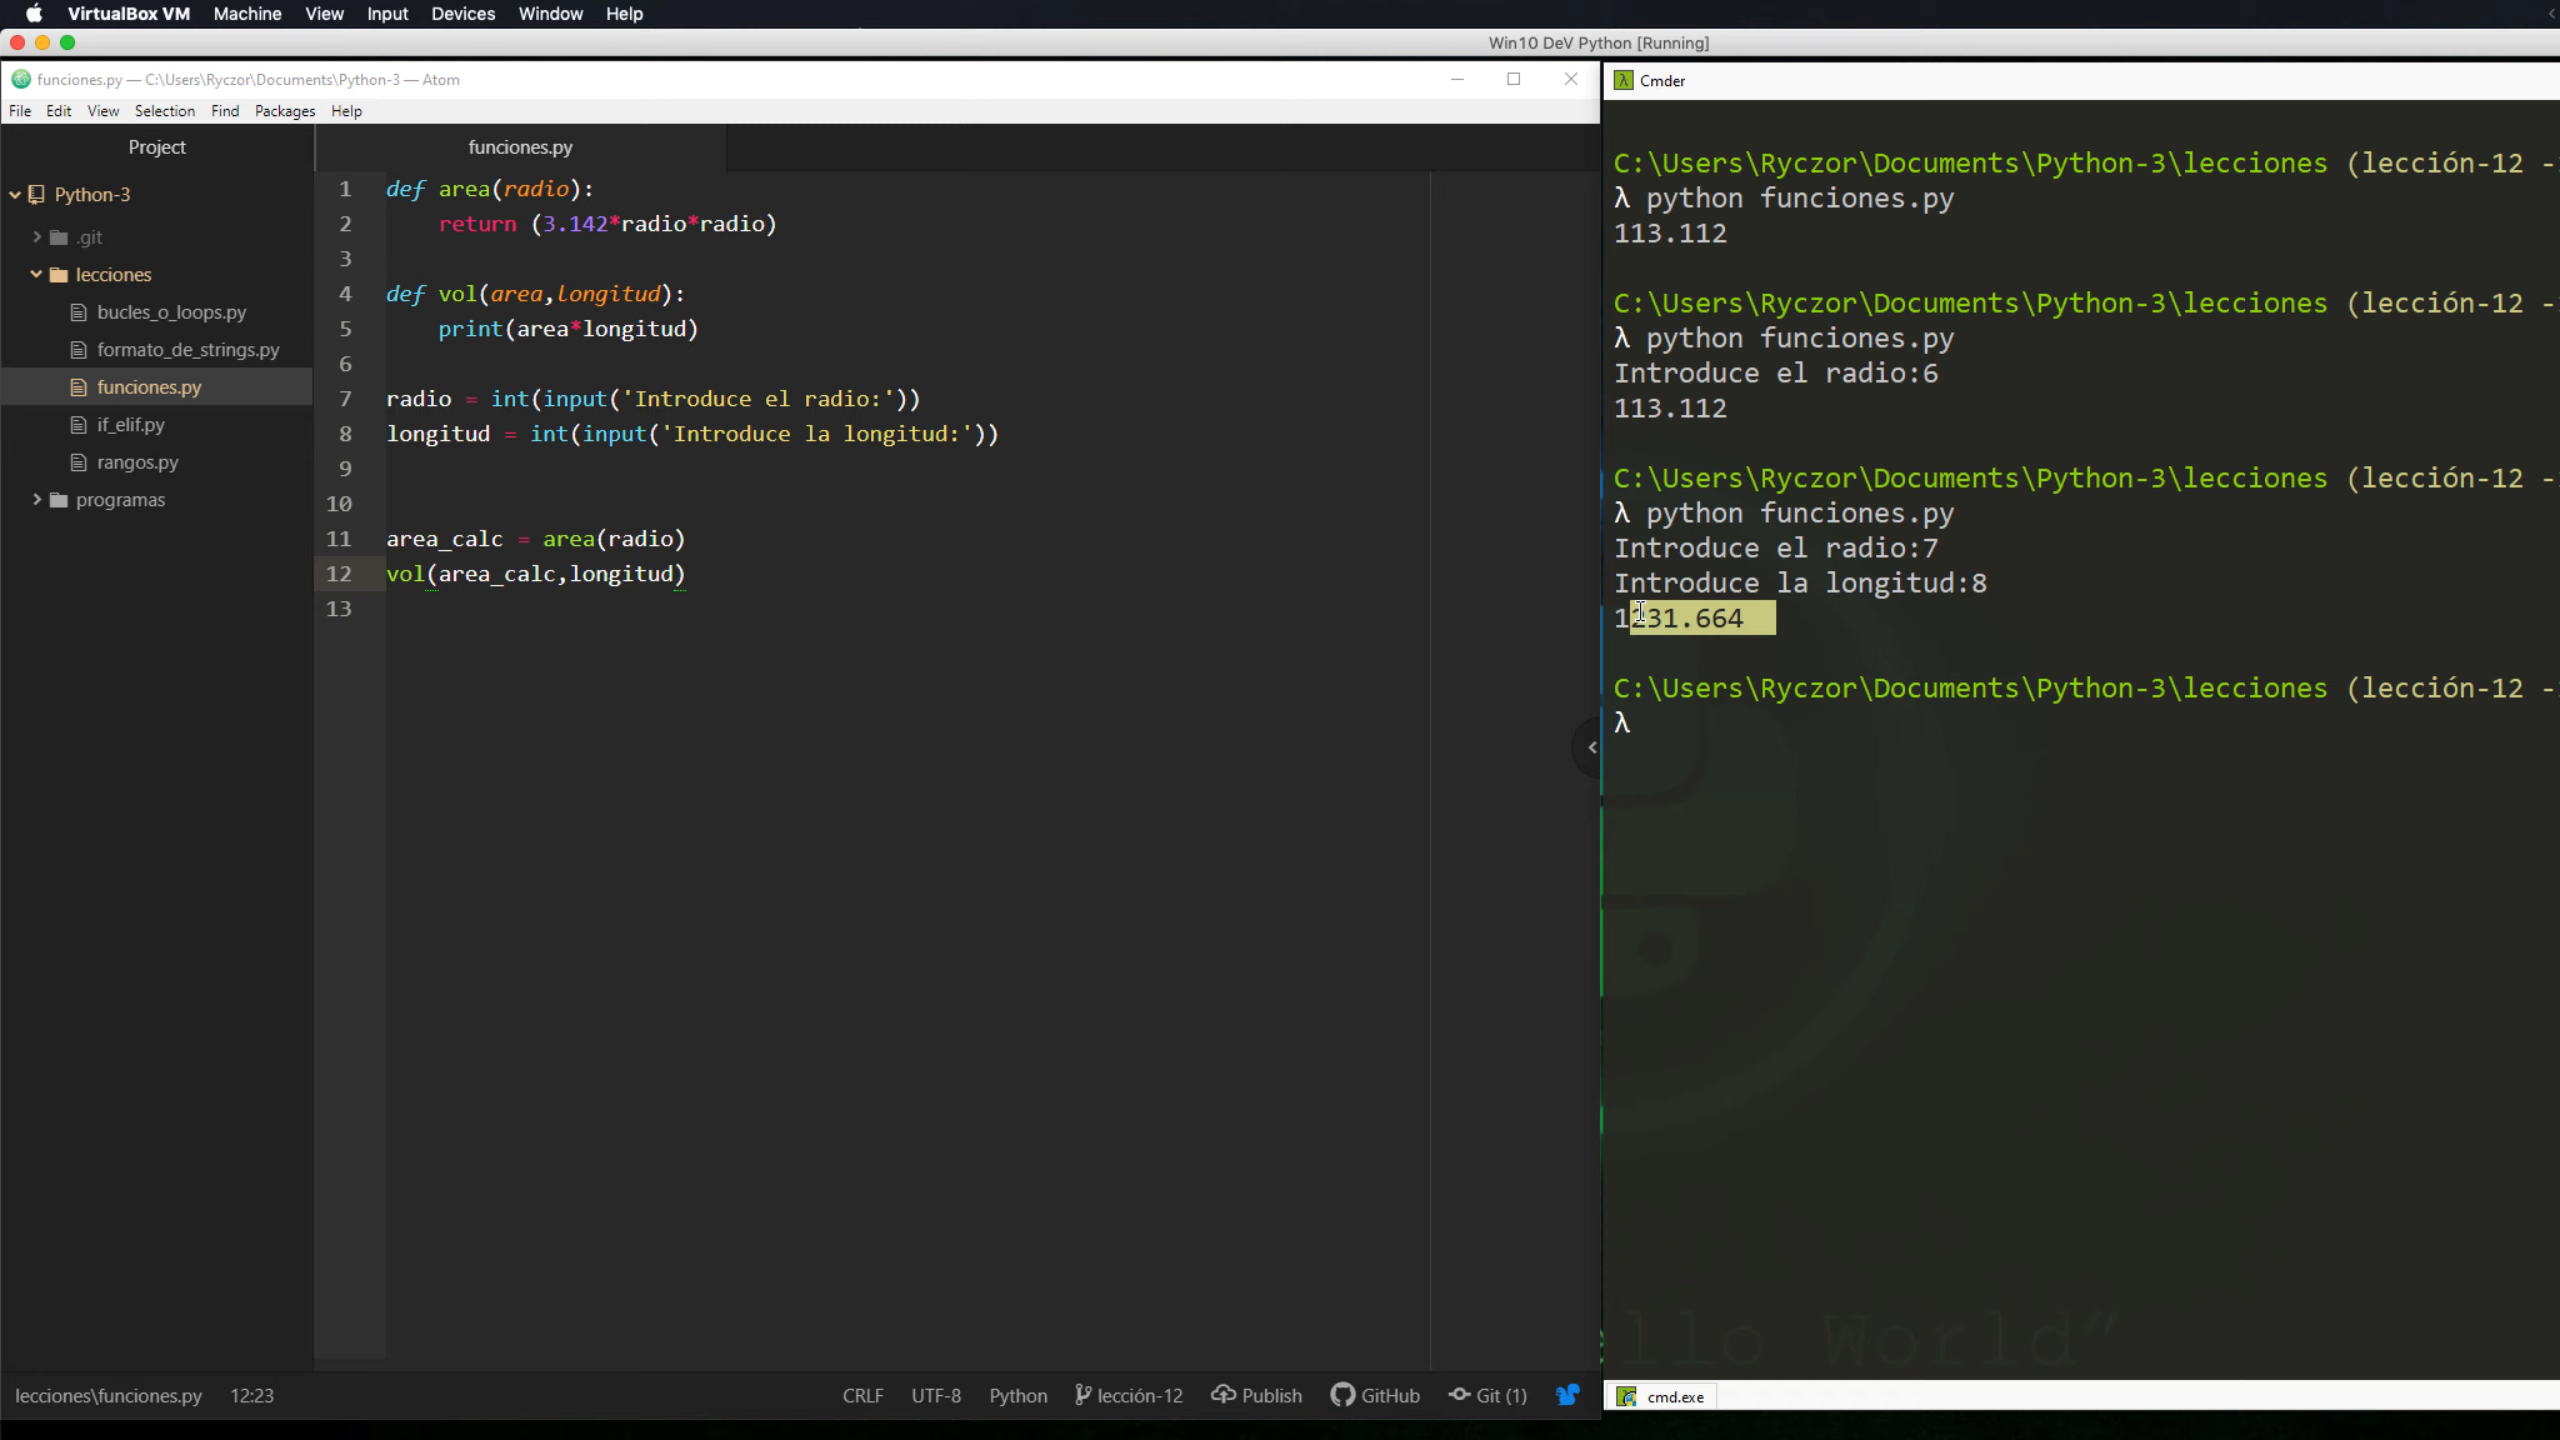 VirtualBox VM Machine View Input Devices Window Help
Win10 DeV Python [Running]
funciones.py — C:\Users\Ryczor\Documents\Python-3 — Atom
File Edit View Selection Find Packages Help
Project
Python-3
.git
lecciones
bucles_o_loops.py
formato_de_strings.py
funciones.py
if_elif.py
rangos.py
programas
funciones.py
1 def area(radio):
2     return (3.142*radio*radio)
3
4 def vol(area,longitud):
5     print(area*longitud)
6
7 radio = int(input('Introduce el radio:'))
8 longitud = int(input('Introduce la longitud:'))
9
10
11 area_calc = area(radio)
12 vol(area_calc,longitud)
13
lecciones\funciones.py 12:23 CRLF UTF-8 Python lección-12 Publish GitHub Git (1)
Cmder
C:\Users\Ryczor\Documents\Python-3\lecciones (lección-12 -
λ python funciones.py
113.112
C:\Users\Ryczor\Documents\Python-3\lecciones (lección-12 -
λ python funciones.py
Introduce el radio:6
113.112
C:\Users\Ryczor\Documents\Python-3\lecciones (lección-12 -
λ python funciones.py
Introduce el radio:7
Introduce la longitud:8
1231.664
C:\Users\Ryczor\Documents\Python-3\lecciones (lección-12 -
λ
llo World”
cmd.exe